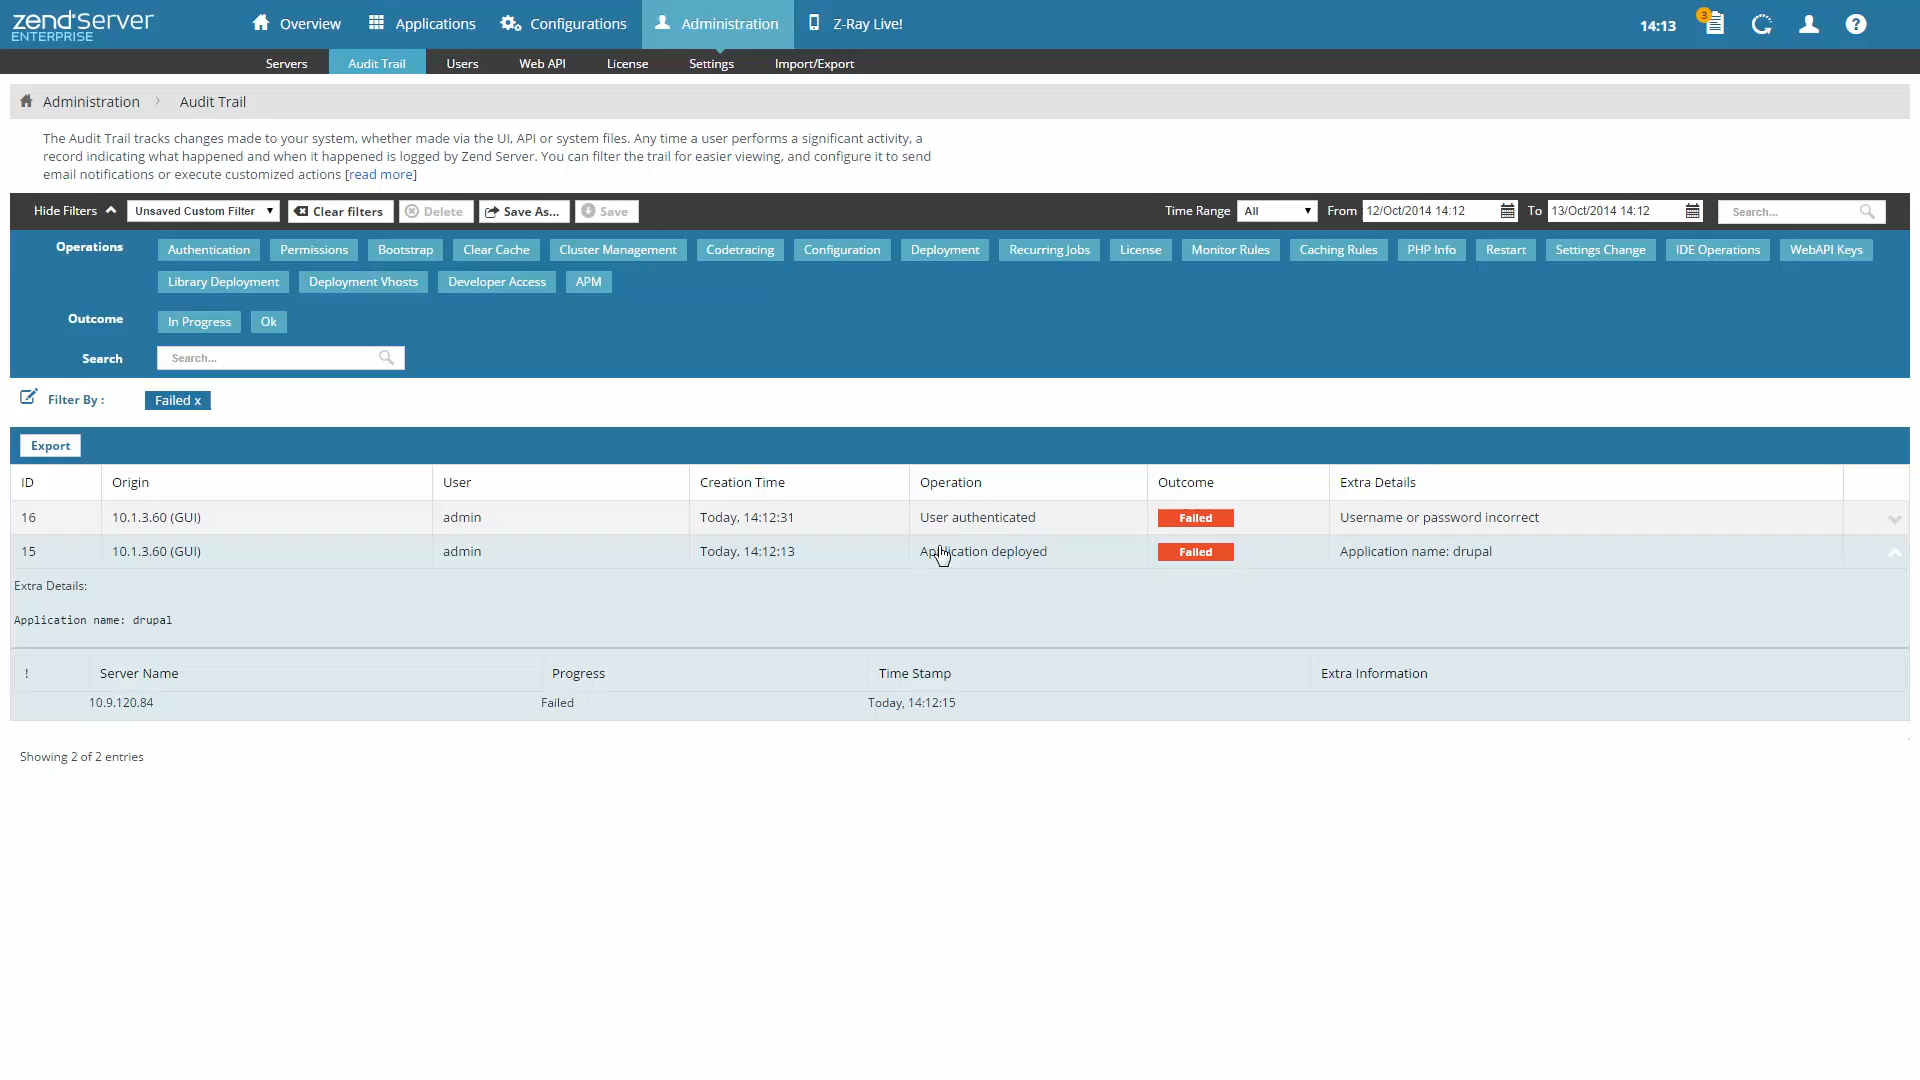 zend Server
ENTERPRISE
Overview
Applications
Configurations
Administration
Z-Ray Live!
14:13
3
?
Servers
Audit Trail
Users
Web API
License
Settings
Import/Export
Administration > Audit Trail
The Audit Trail tracks changes made to your system, whether made via the UI, API or system files. Any time a user performs a significant activity, a
record indicating what happened and when it happened is logged by Zend Server. You can filter the trail for easier viewing, and configure it to send
email notifications or execute customized actions [read more]
Hide Filters
Unsaved Custom Filter
Clear filters
Delete
Save As...
Save
Time Range
All
From
12/Oct/2014 14:12
To
13/Oct/2014 14:12
Search...
Operations
Authentication
Permissions
Bootstrap
Clear Cache
Cluster Management
Codetracing
Configuration
Deployment
Recurring Jobs
License
Monitor Rules
Caching Rules
PHP Info
Restart
Settings Change
IDE Operations
WebAPI Keys
Library Deployment
Deployment Vhosts
Developer Access
APM
Outcome
In Progress
Ok
Search
Search...
Filter By :
Failed x
Export
ID Origin User Creation Time Operation Outcome Extra Details
16 10.1.3.60 (GUI) admin Today, 14:12:31 User authenticated Failed Username or password incorrect
15 10.1.3.60 (GUI) admin Today, 14:12:13 Application deployed Failed Application name: drupal
Extra Details:
Application name: drupal
! Server Name Progress Time Stamp Extra Information
10.9.120.84 Failed Today, 14:12:15
Showing 2 of 2 entries